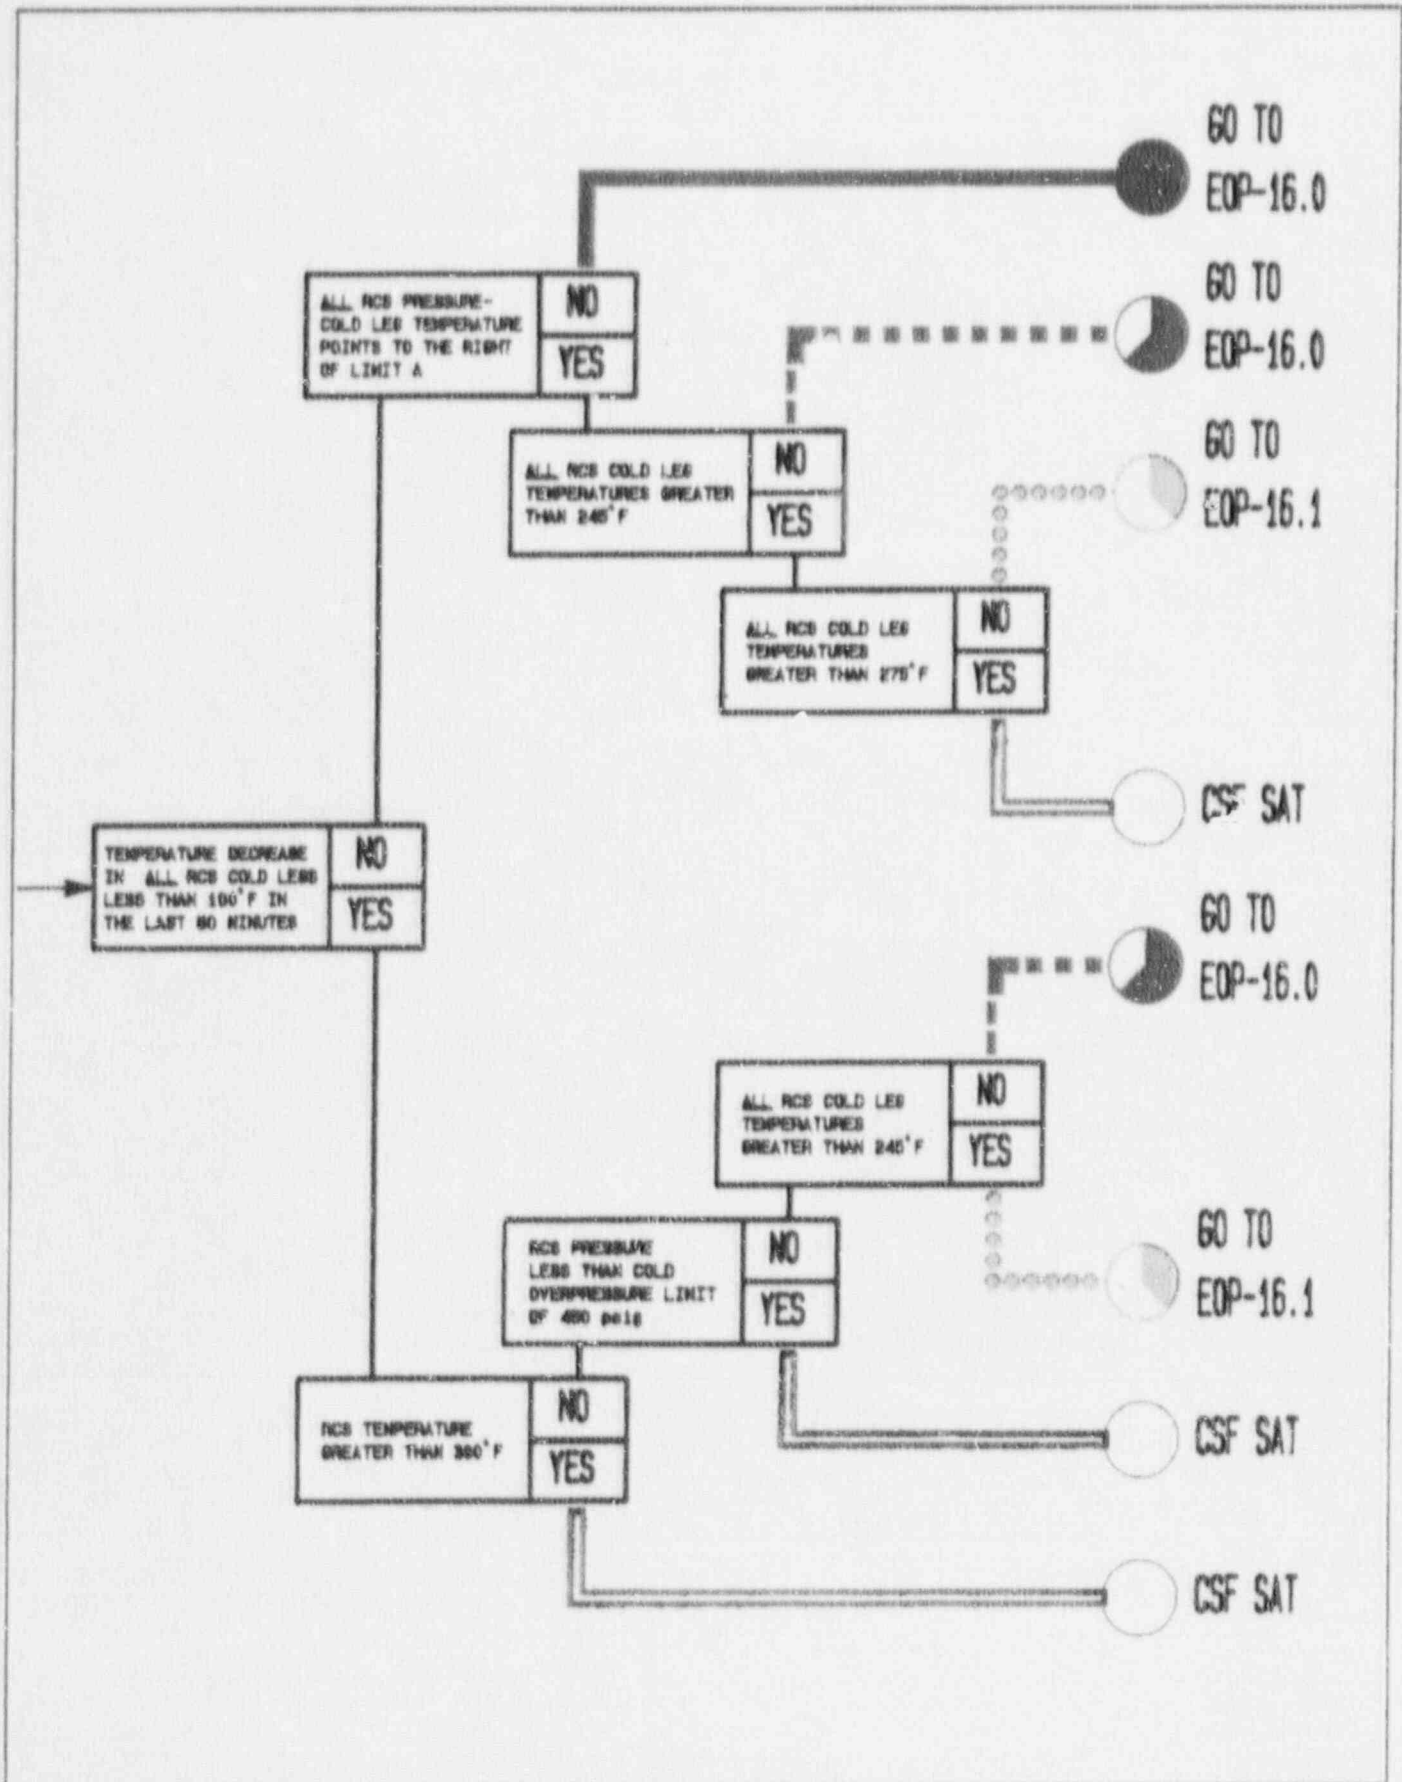 GO TO
EOP-16.0
ALL RCS PRESSURE-
COLD LEG TEMPERATURE
POINTS TO THE RIGHT
OF LIMIT A
NO
YES
GO TO
EOP-16.0
ALL RCS COLD LEG
TEMPERATURES GREATER
THAN 245°F
NO
YES
GO TO
EOP-16.1
ALL RCS COLD LEG
TEMPERATURES
GREATER THAN 275°F
NO
YES
CSF SAT
TEMPERATURE DECREASE
IN ALL RCS COLD LEGS
LESS THAN 100°F IN
THE LAST 60 MINUTES
NO
YES
GO TO
EOP-16.0
ALL RCS COLD LEG
TEMPERATURES
GREATER THAN 245°F
NO
YES
GO TO
EOP-16.1
RCS PRESSURE
LESS THAN COLD
OVERPRESSURE LIMIT
OF psig
NO
YES
CSF SAT
RCS TEMPERATURE
GREATER THAN
NO
YES
CSF SAT